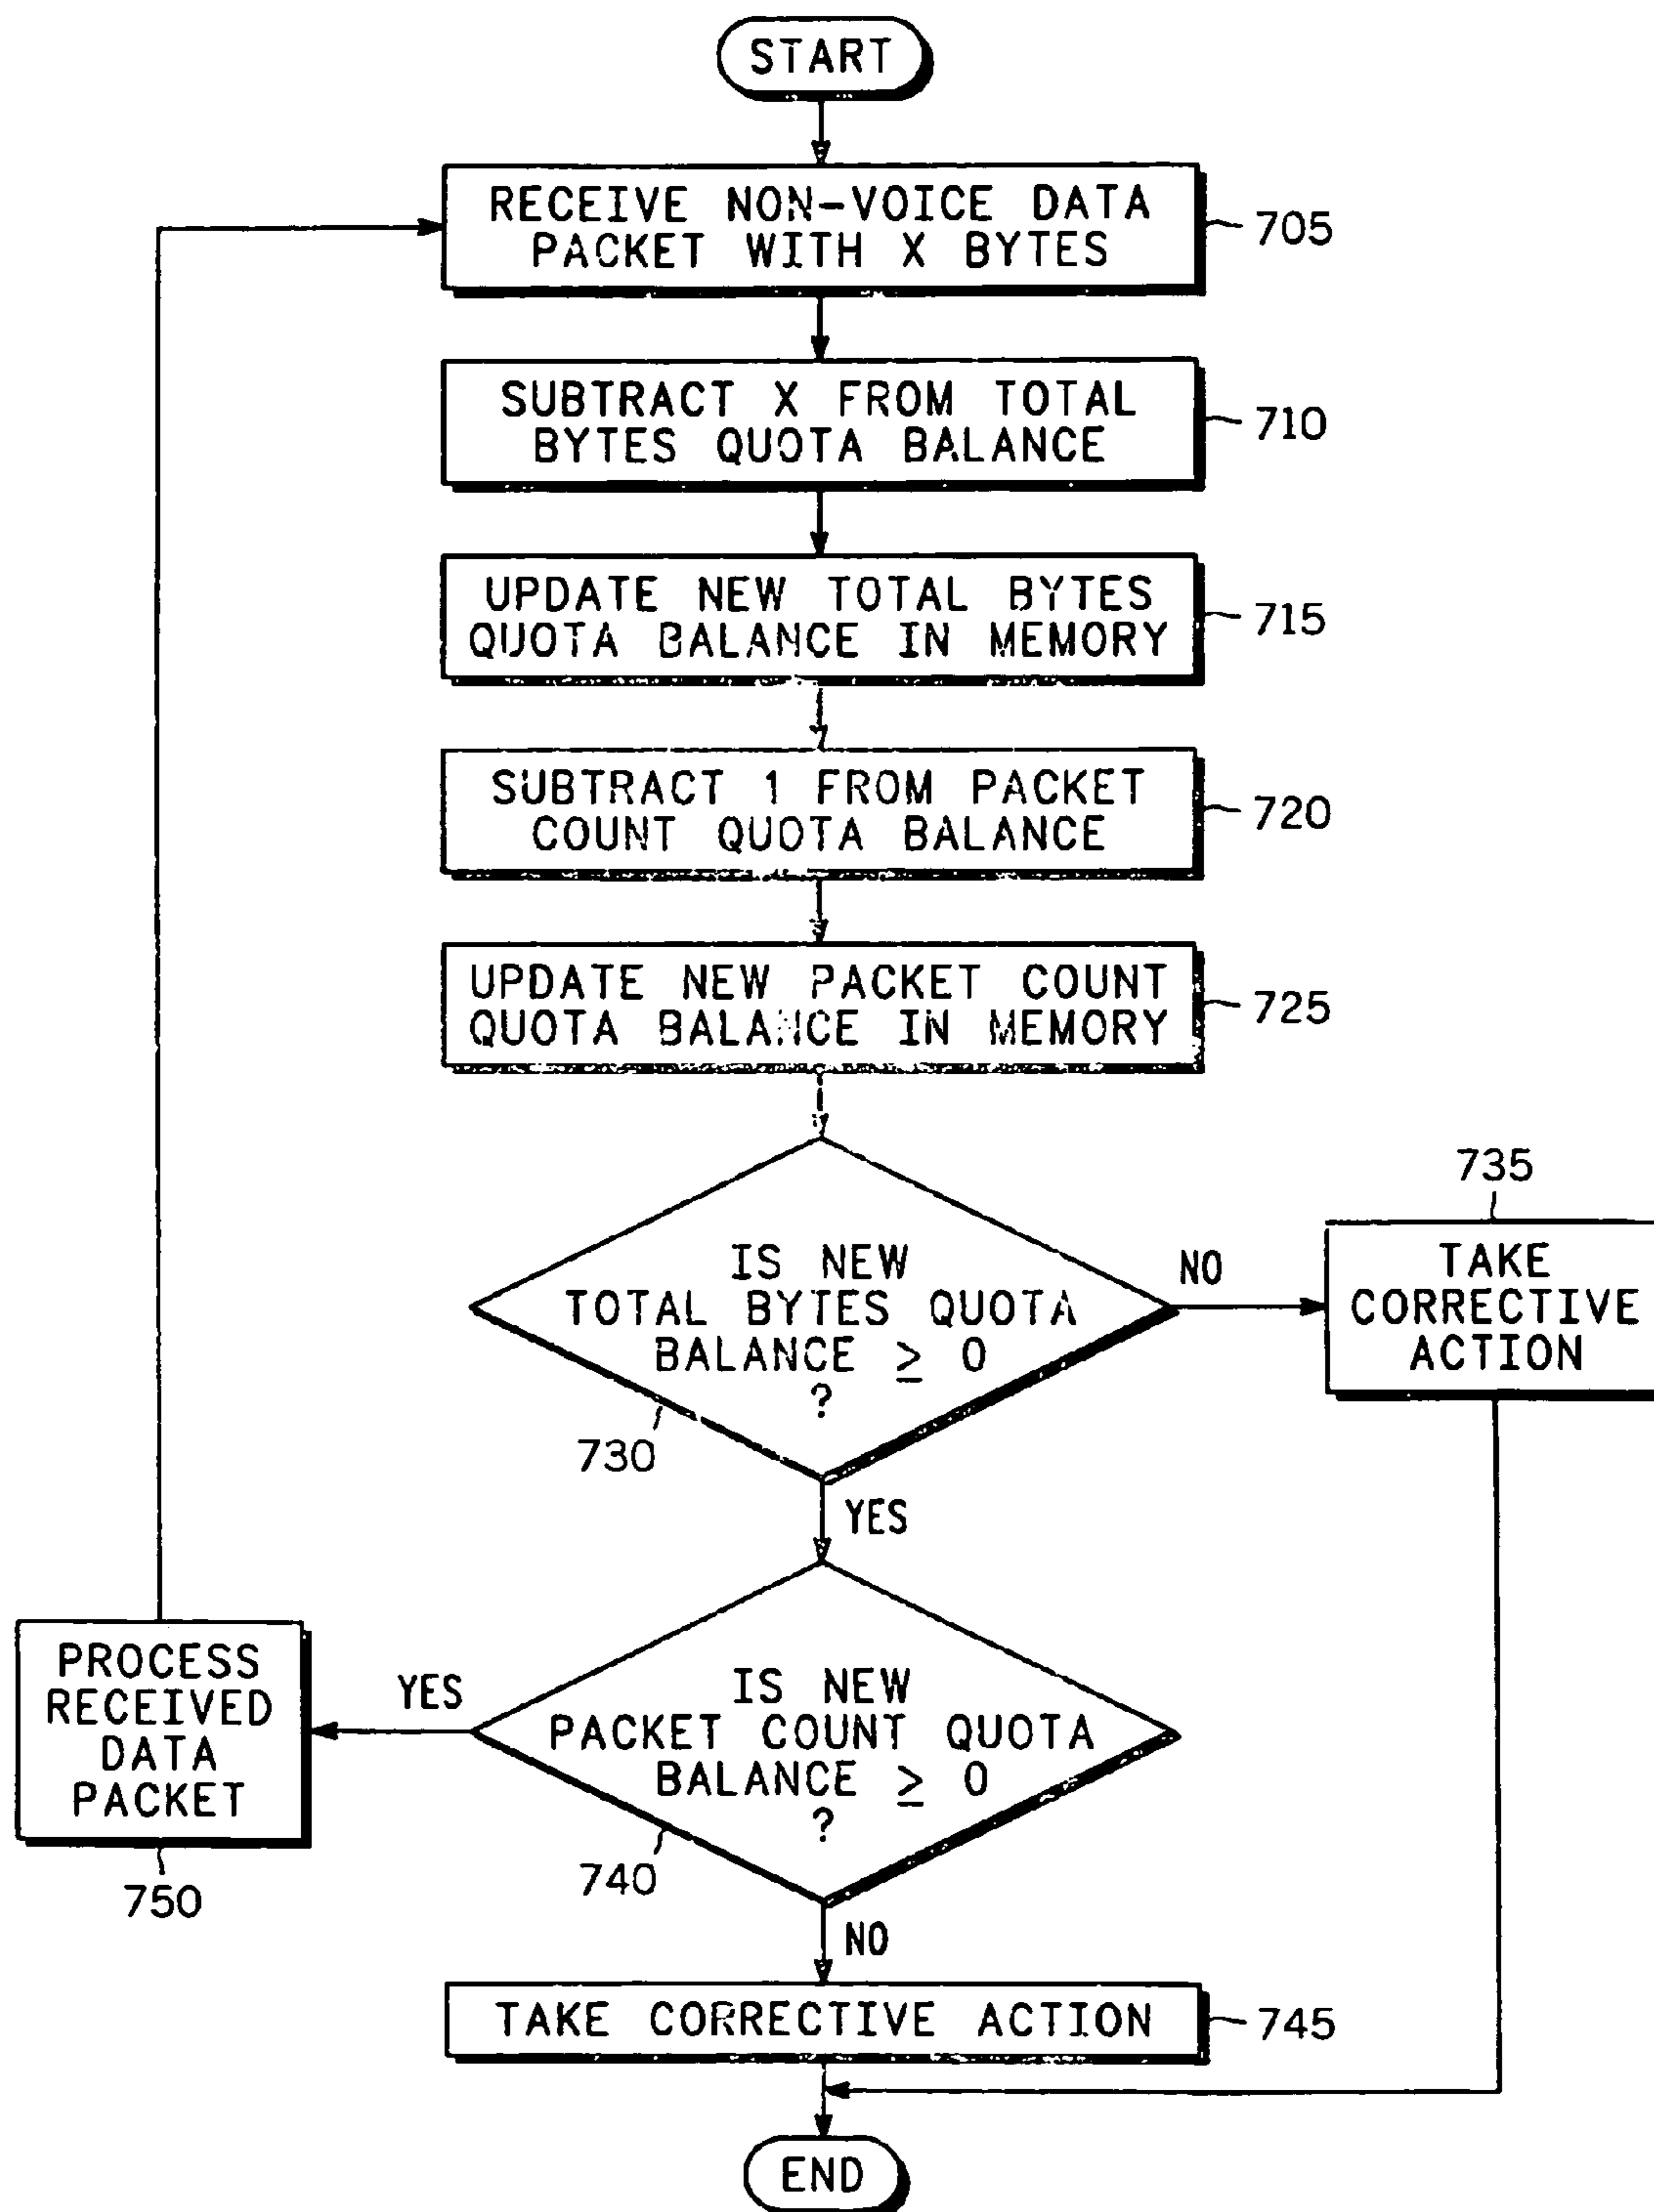 START
RECEIVE NON-VOICE DATA
PACKET WITH X BYTES
705
SUBTRACT X FROM TOTAL
BYTES QUOTA BALANCE
710
UPDATE NEW TOTAL BYTES
QUOTA BALANCE IN MEMORY
715
SUBTRACT 1 FROM PACKET
COUNT QUOTA BALANCE
720
UPDATE NEW PACKET COUNT
QUOTA BALANCE IN MEMORY
725
IS NEW
TOTAL BYTES QUOTA
BALANCE ≥ 0
?
730
NO
735
TAKE
CORRECTIVE
ACTION
YES
IS NEW
PACKET COUNT QUOTA
BALANCE ≥ 0
?
740
YES
PROCESS
RECEIVED
DATA
PACKET
750
NO
TAKE CORRECTIVE ACTION
745
END